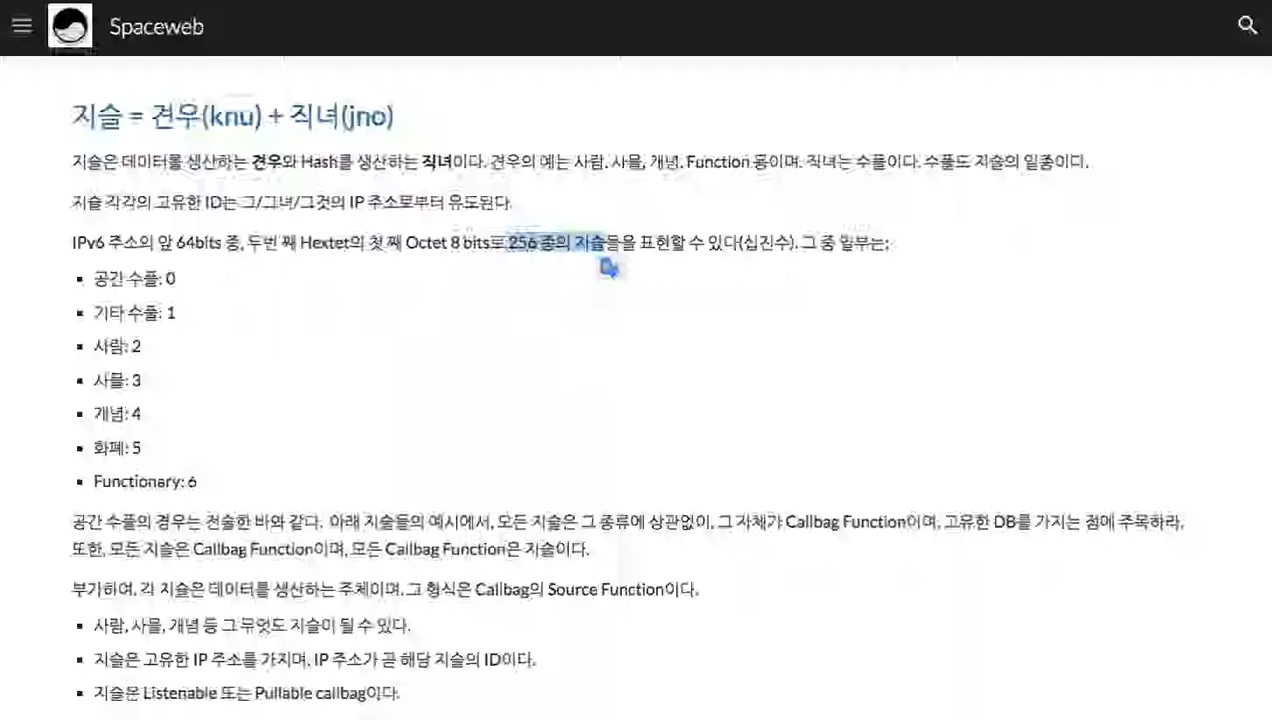 Spaceweb
지슬 = 견우(knu) + 직녀(jno)
지슬은 데이터를 생산하는 견우와 Hash를 생산하는 직녀이다. 견우의 예는 사람, 사물, 개념, Function 등이며, 직녀는 수플이다. 수플도 지슬의 일종이다.
지슬 각각의 고유한 ID는 그/그녀/그것의 IP 주소로부터 유도된다.
IPv6 주소의 앞 64bits 중, 두번 째 Hextet의 첫 째 Octet 8 bits로 256 종의 지슬들을 표현할 수 있다(십진수). 그 중 일부는;
▪ 공간 수플: 0
▪ 기타 수풀: 1
▪ 사람: 2
▪ 사물: 3
▪ 개념: 4
▪ 화폐: 5
▪ Functionary: 6
공간 수플의 경우는 전술한 바와 같다. 아래 지슬들의 예시에서, 모든 지슬은 그 종류에 상관없이, 그 자체가 Callbag Function이며, 고유한 DB를 가지는 점에 주목하라.
또한, 모든 지슬은 Callbag Function이며, 모든 Callbag Function은 지슬이다.
부가하여, 각 지슬은 데이터를 생산하는 주체이며, 그 형식은 Callbag의 Source Function이다.
▪ 사람, 사물, 개념 등 그 무엇도 지슬이 될 수 있다.
▪ 지슬은 고유한 IP 주소를 가지며, IP 주소가 곧 해당 지슬의 ID이다.
▪ 지슬은 Listenable 또는 Pullable callbag이다.